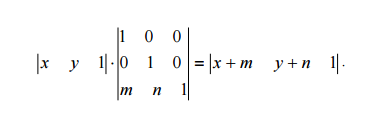 |x y 1| · |1 0 0|
|0 1 0|
|m n 1| = |x + m y + n 1| .